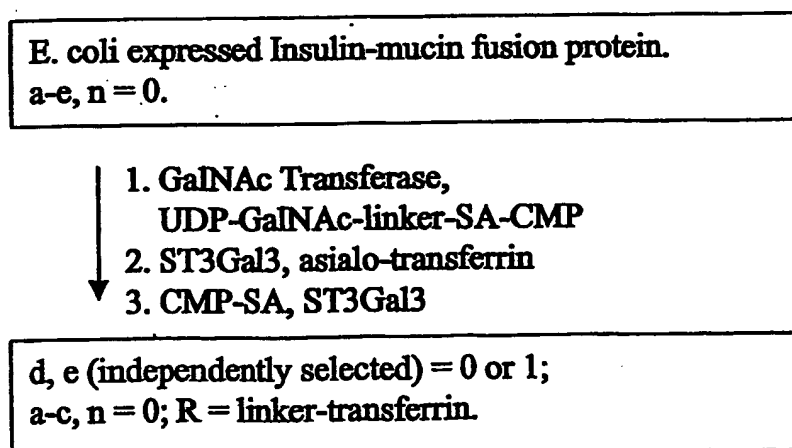 E. coli expressed Insulin-mucin fusion protein.
a-e, n = 0.
1. GalNAc Transferase,
UDP-GalNAc-linker-SA-CMP
2. ST3Gal3, asialo-transferrin
3. CMP-SA, ST3Gal3
d, e (independently selected) = 0 or 1;
a-c, n = 0; R = linker-transferrin.